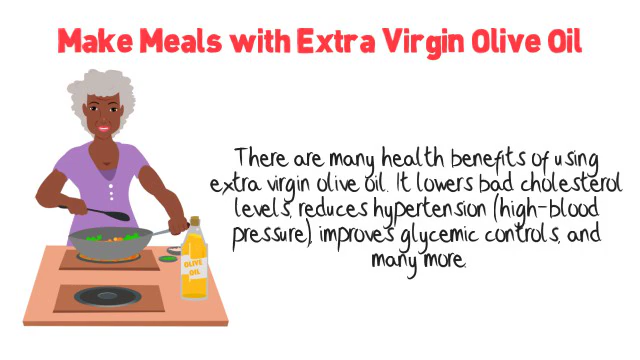 Make Meals with Extra Virgin Olive Oil
There are many health benefits of using
extra virgin olive oil. It lowers bad cholesterol
levels, reduces hypertension (high-blood
pressure), improves glycemic controls, and
many more.
OLIVE
OIL